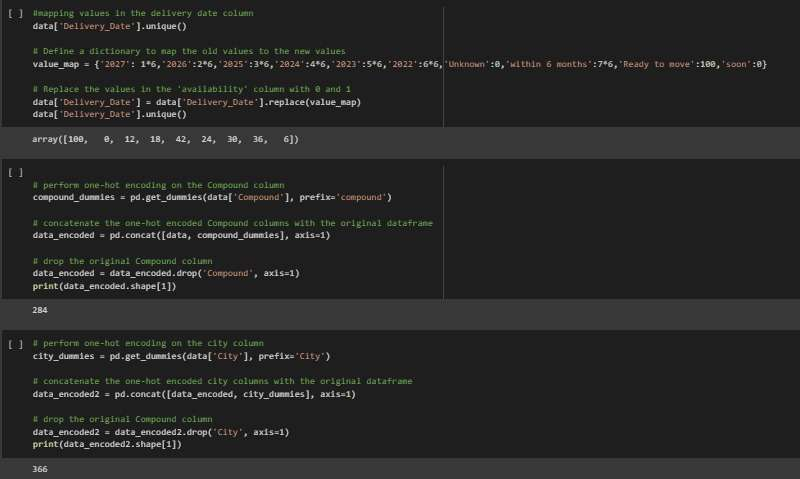 [ ] #mapping values in the delivery date column
data['Delivery_Date'].unique()
# Define a dictionary to map the old values to the new values
value_map = {'2027': 1*6,'2026':2*6,'2025':3*6,'2024':4*6,'2023':5*6,'2022':6*6,'Unknown':0,'within 6 months':7*6,'Ready to move':100,'soon':0}
# Replace the values in the 'availability' column with 0 and 1
data['Delivery_Date'] = data['Delivery_Date'].replace(value_map)
data['Delivery_Date'].unique()
array([100, 0, 12, 18, 42, 24, 30, 36, 6])
[ ]
# perform one-hot encoding on the Compound column
compound_dummies = pd.get_dummies(data['Compound'], prefix='compound')
# concatenate the one-hot encoded Compound columns with the original dataframe
data_encoded = pd.concat([data, compound_dummies], axis=1)
# drop the original Compound column
data_encoded = data_encoded.drop('Compound', axis=1)
print(data_encoded.shape[1])
284
[ ] # perform one-hot encoding on the city column
city_dummies = pd.get_dummies(data['City'], prefix='City')
# concatenate the one-hot encoded city columns with the original dataframe
data_encoded2 = pd.concat([data_encoded, city_dummies], axis=1)
# drop the original Compound column
data_encoded2 = data_encoded2.drop('City', axis=1)
print(data_encoded2.shape[1])
366